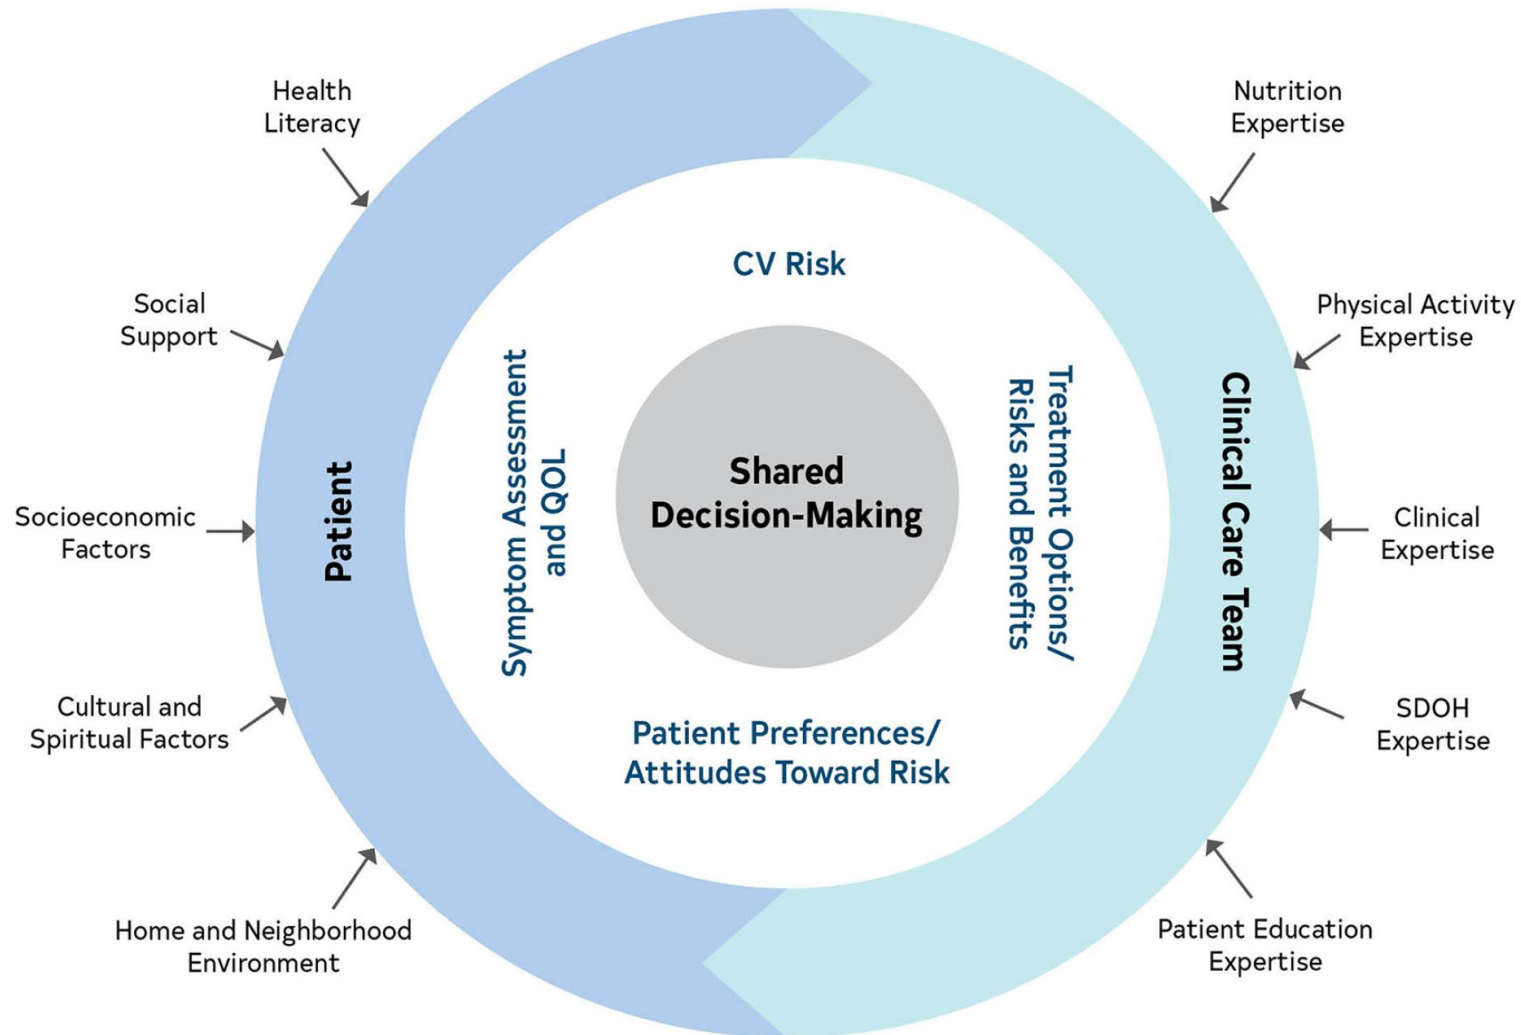 Health
Literacy
Social
Support
Socioeconomic
Factors
Cultural and
Spiritual Factors
Home and Neighborhood
Environment
Patient
CV Risk
Symptom Assessment
and QOL
Shared
Decision-Making
Treatment Options/
Risks and Benefits
Patient Preferences/
Attitudes Toward Risk
Clinical Care Team
Nutrition
Expertise
Physical Activity
Expertise
Clinical
Expertise
SDOH
Expertise
Patient Education
Expertise